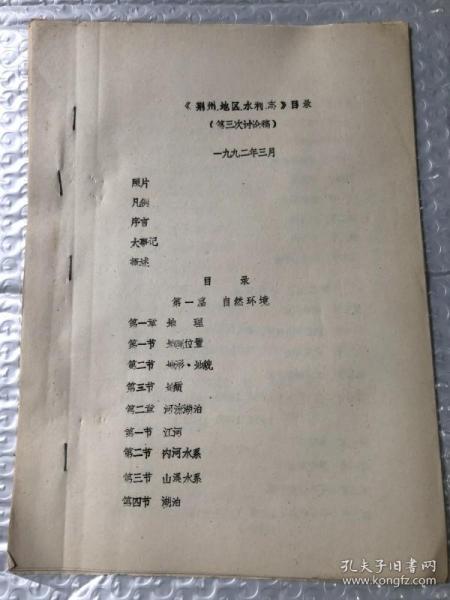 《荆州地区水利志》目录
（第三次讨论稿）
一九九二年三月
照片
凡例
序言
大事记
概述
目 录
第一篇 自然环境
第一章 地 理
第一节 地理位置
第二节 地形·地貌
第三节 地质
第二章 河流湖泊
第一节 江河
第二节 内河水系
第三节 山溪水系
第四节 湖泊
孔夫子旧书网
www.kongfz.com